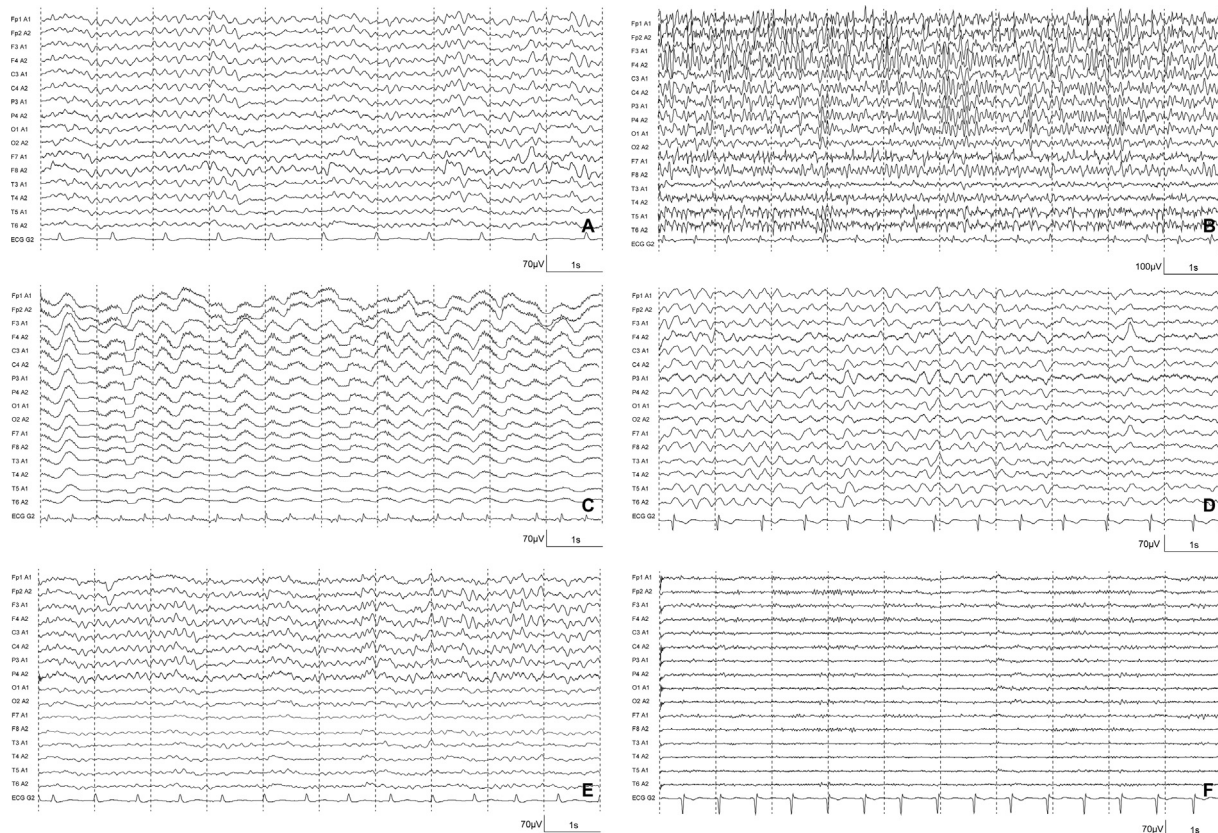 Fp1 A1
Fp2 A2
F3 A1
F4 A2
C3 A1
C4 A2
P3 A1
P4 A2
O1 A1
O2 A2
F7 A1
F8 A2
T3 A1
T4 A2
T5 A1
T6 A2
ECG G2
A
70μV 1s
Fp1 A1
Fp2 A2
F3 A1
F4 A2
C3 A1
C4 A2
P3 A1
P4 A2
O1 A1
O2 A2
F7 A1
F8 A2
T3 A1
T4 A2
T5 A1
T6 A2
ECG G2
B
100μV 1s
Fp1 A1
Fp2 A2
F3 A1
F4 A2
C3 A1
C4 A2
P3 A1
P4 A2
O1 A1
O2 A2
F7 A1
F8 A2
T3 A1
T4 A2
T5 A1
T6 A2
ECG G2
C
70μV 1s
Fp1 A1
Fp2 A2
F3 A1
F4 A2
C3 A1
C4 A2
P3 A1
P4 A2
O1 A1
O2 A2
F7 A1
F8 A2
T3 A1
T4 A2
T5 A1
T6 A2
ECG G2
D
70μV 1s
Fp1 A1
Fp2 A2
F3 A1
F4 A2
C3 A1
C4 A2
P3 A1
P4 A2
O1 A1
O2 A2
F7 A1
F8 A2
T3 A1
T4 A2
T5 A1
T6 A2
ECG G2
E
70μV 1s
Fp1 A1
Fp2 A2
F3 A1
F4 A2
C3 A1
C4 A2
P3 A1
P4 A2
O1 A1
O2 A2
F7 A1
F8 A2
T3 A1
T4 A2
T5 A1
T6 A2
ECG G2
F
70μV 1s